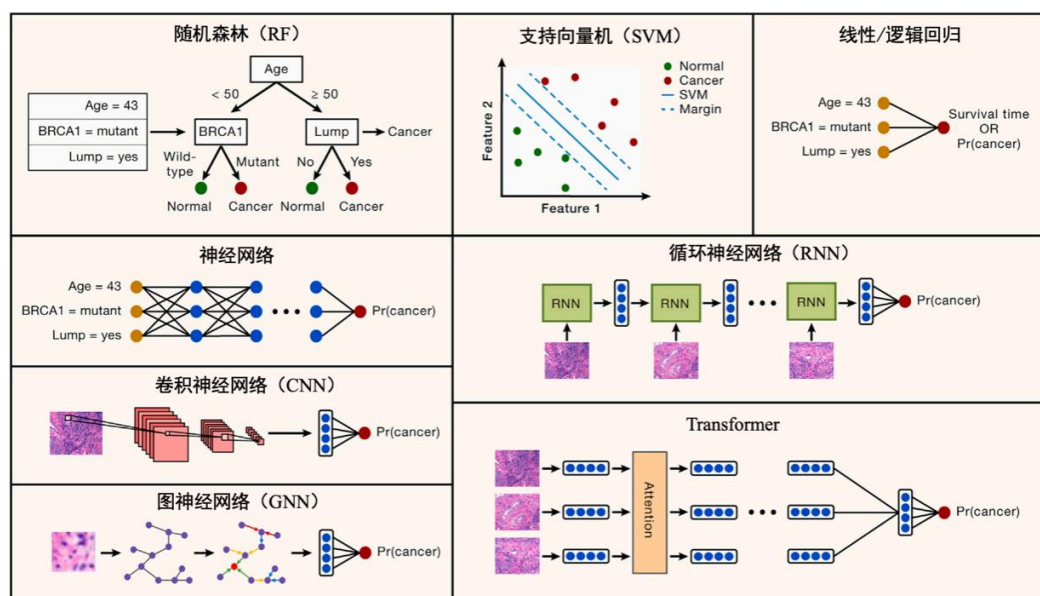 随机森林（RF）
Age
< 50
≥ 50
Age = 43
BRCA1 = mutant
Lump = yes
BRCA1
Lump
Cancer
Wild-
type
Mutant
No
Yes
Normal
Cancer
Normal
Cancer
支持向量机（SVM）
Feature 2
Feature 1
Normal
Cancer
SVM
Margin
线性/逻辑回归
Age = 43
BRCA1 = mutant
Lump = yes
Survival time
OR
Pr(cancer)
神经网络
Age = 43
BRCA1 = mutant
Lump = yes
Pr(cancer)
循环神经网络（RNN）
RNN
RNN
RNN
Pr(cancer)
卷积神经网络（CNN）
Pr(cancer)
Transformer
Attention
Pr(cancer)
图神经网络（GNN）
Pr(cancer)